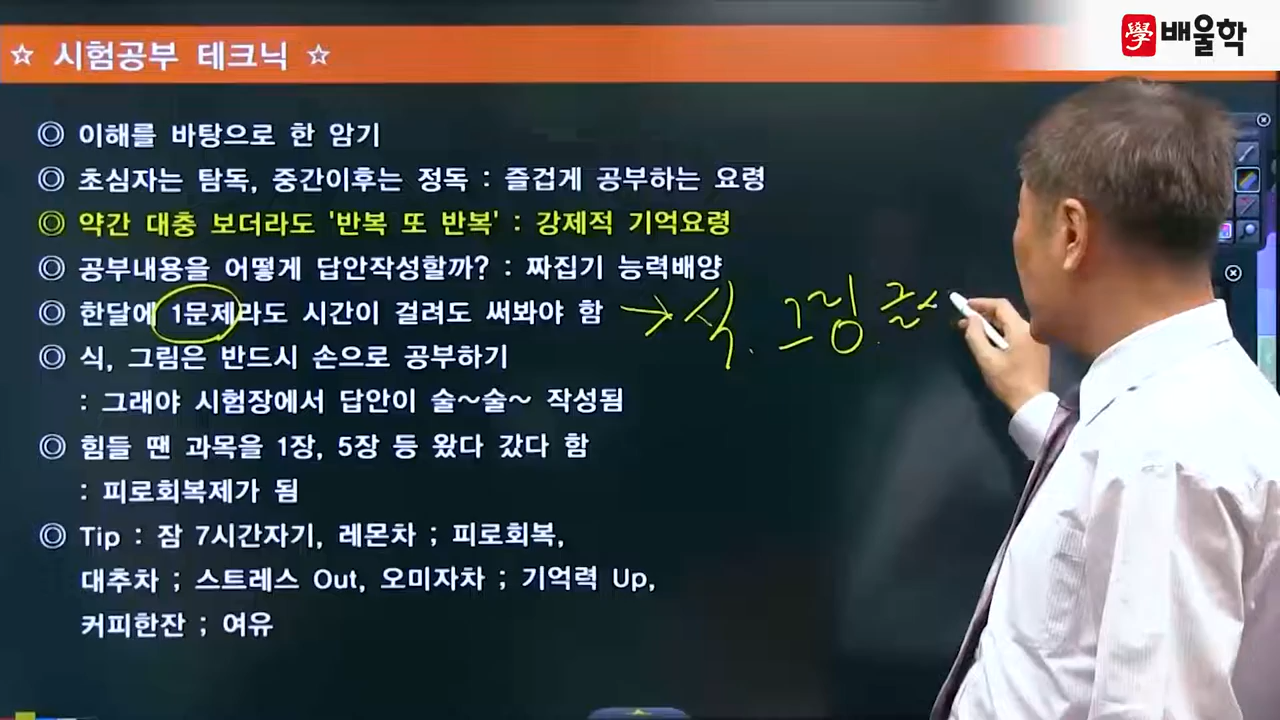 學 배울학
☆ 시험공부 테크닉 ☆
◎ 이해를 바탕으로 한 암기
◎ 초심자는 탐독, 중간이후는 정독 : 즐겁게 공부하는 요령
◎ 약간 대충 보더라도 '반복 또 반복' : 강제적 기억요령
◎ 공부내용을 어떻게 답안작성할까? : 짜집기 능력배양
◎ 한달에 1문제라도 시간이 걸려도 써봐야 함 → 식. 그림.
◎ 식, 그림은 반드시 손으로 공부하기
: 그래야 시험장에서 답안이 술~술~ 작성됨
◎ 힘들 땐 과목을 1장, 5장 등 왔다 갔다 함
: 피로회복제가 됨
◎ Tip : 잠 7시간자기, 레몬차 ; 피로회복,
대추차 ; 스트레스 Out, 오미자차 ; 기억력 Up,
커피한잔 ; 여유